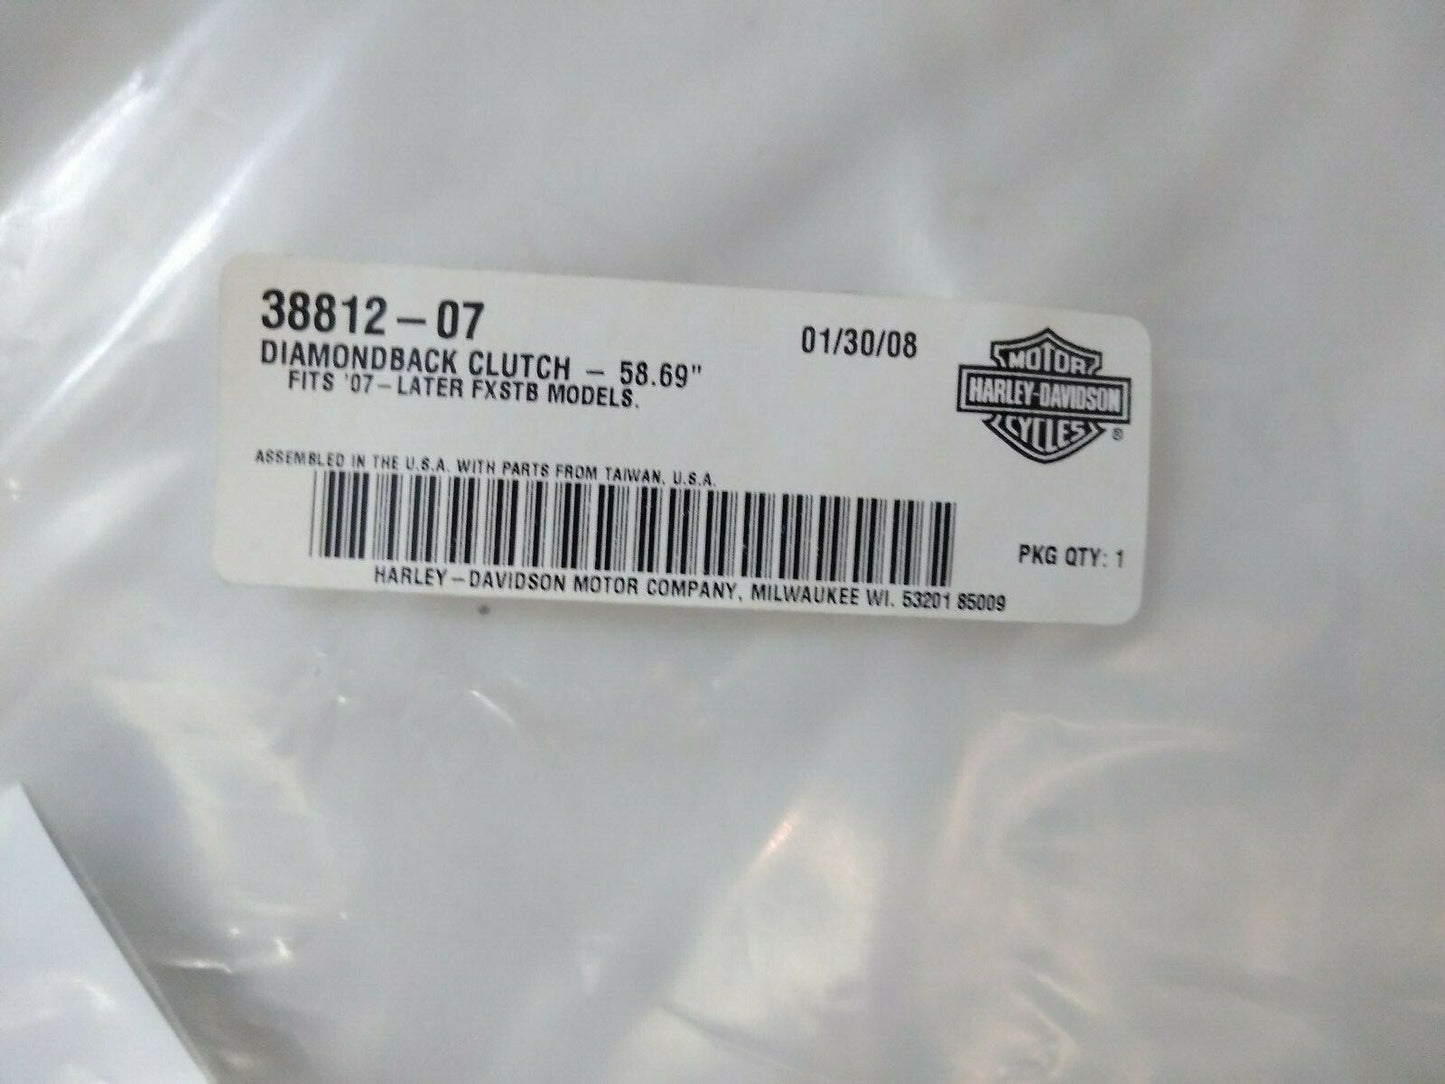 38812-07
01/30/08
DIAMONDBACK CLUTCH - 58.69"
FITS '07-LATER FXSTB MODELS.
MOTOR
HARLEY-DAVIDSON
CYCLES
®
ASSEMBLED IN THE U.S.A. WITH PARTS FROM TAIWAN, U.S.A.
PKG QTY: 1
HARLEY-DAVIDSON MOTOR COMPANY, MILWAUKEE WI. 53201 85009